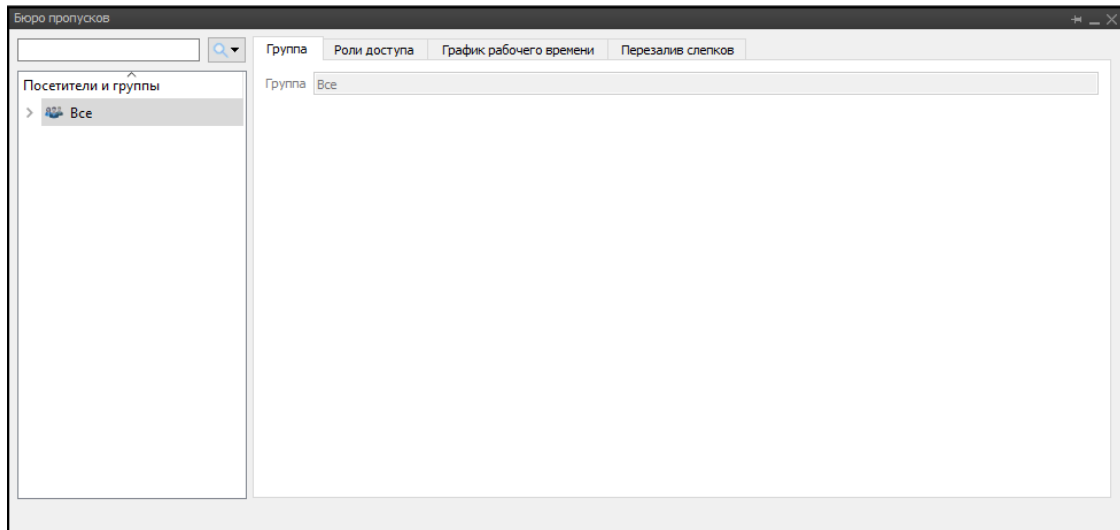 Бюро пропусков
Группа Роли доступа График рабочего времени Перезалив слепков
Посетители и группы
Группа Все
Все